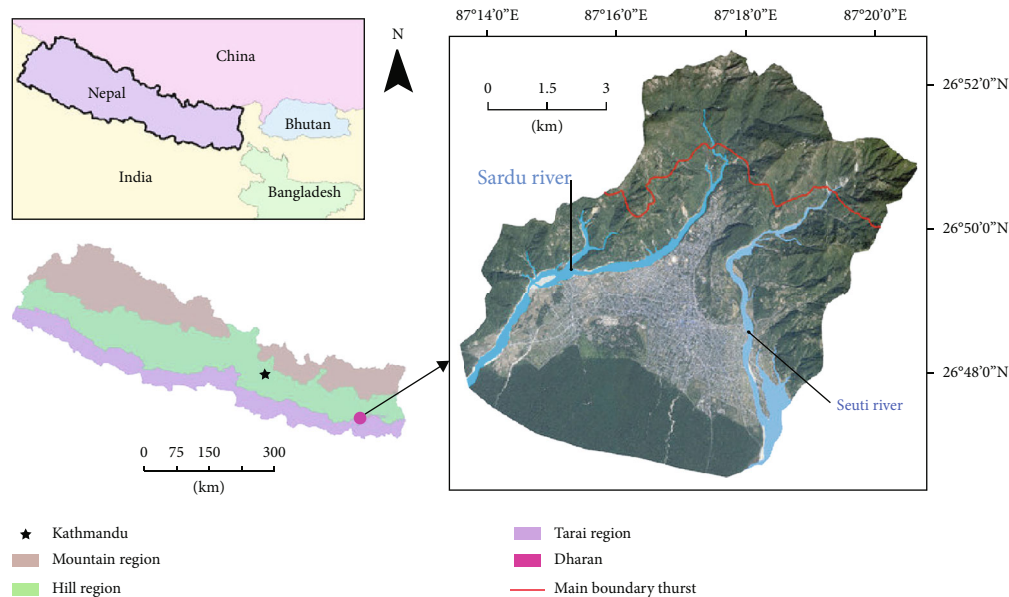 China
Nepal
Bhutan
India
Bangladesh
N
87°14'0"E
87°16'0"E
87°18'0"E
87°20'0"E
0
1.5
3
(km)
26°52'0"N
Sardu river
26°50'0"N
26°48'0"N
Seuti river
0
75
150
300
(km)
Kathmandu
Mountain region
Hill region
Tarai region
Dharan
Main boundary thurst